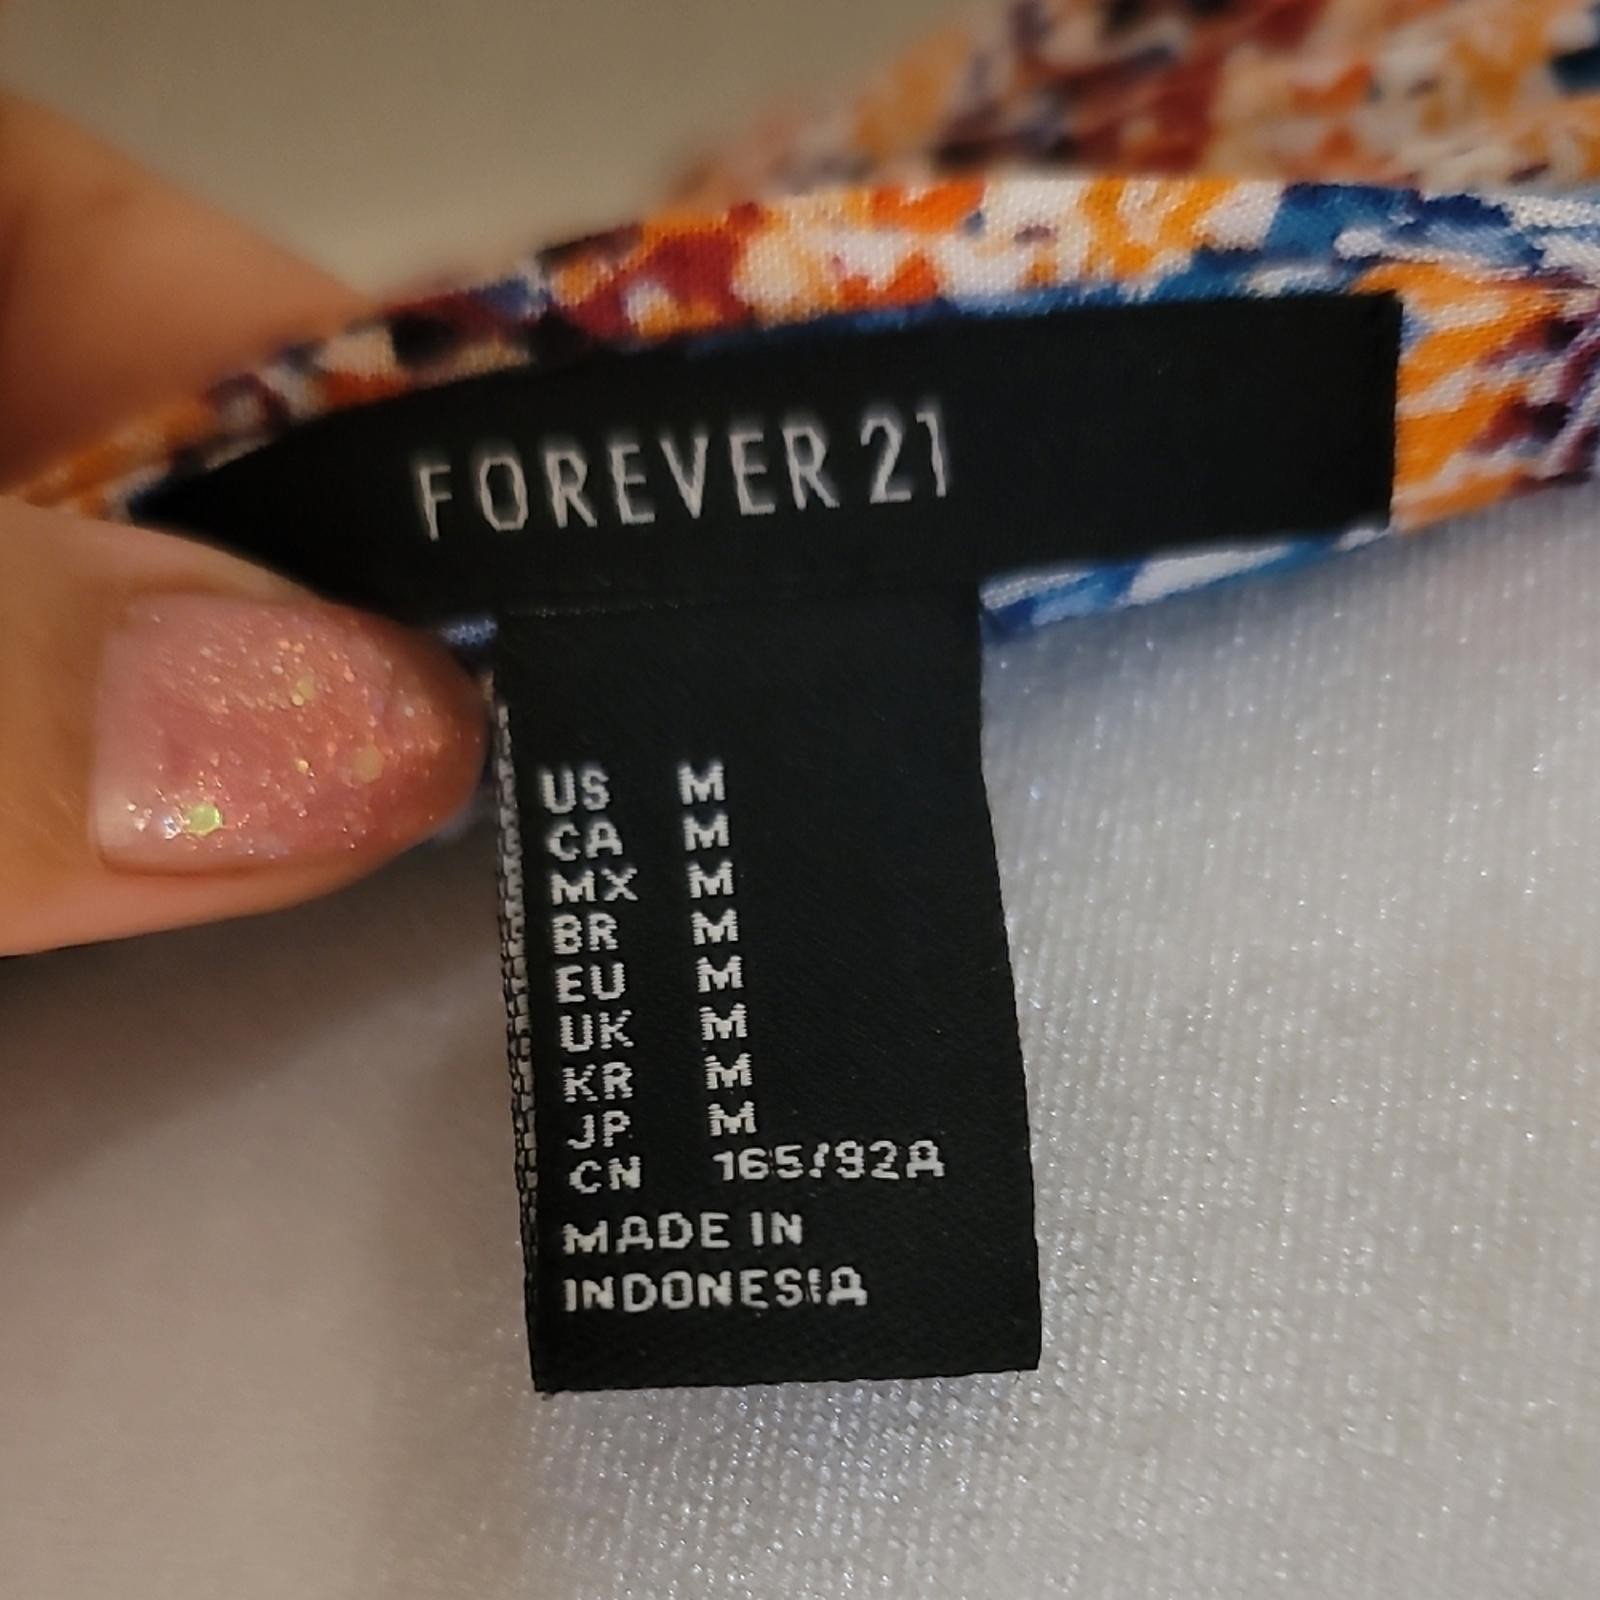 FOREVER 21
US M
CA M
MX M
BR M
EU M
UK M
KR M
JP M
CN 165/92A
MADE IN
INDONESIA